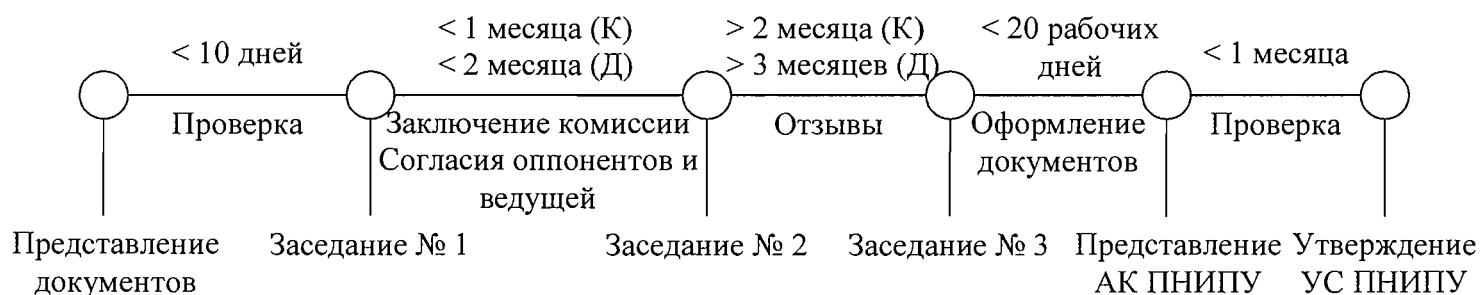 < 10 дней
< 1 месяца (К)
< 2 месяца (Д)
> 2 месяца (К)
> 3 месяцев (Д)
< 20 рабочих
дней
< 1 месяца
Проверка
Заключение комиссии
Согласия оппонентов и
ведущей
Отзывы
Оформление
документов
Проверка
Представление
документов
Заседание № 1
Заседание № 2
Заседание № 3
Представление
АК ПНИПУ
Утверждение
УС ПНИПУ